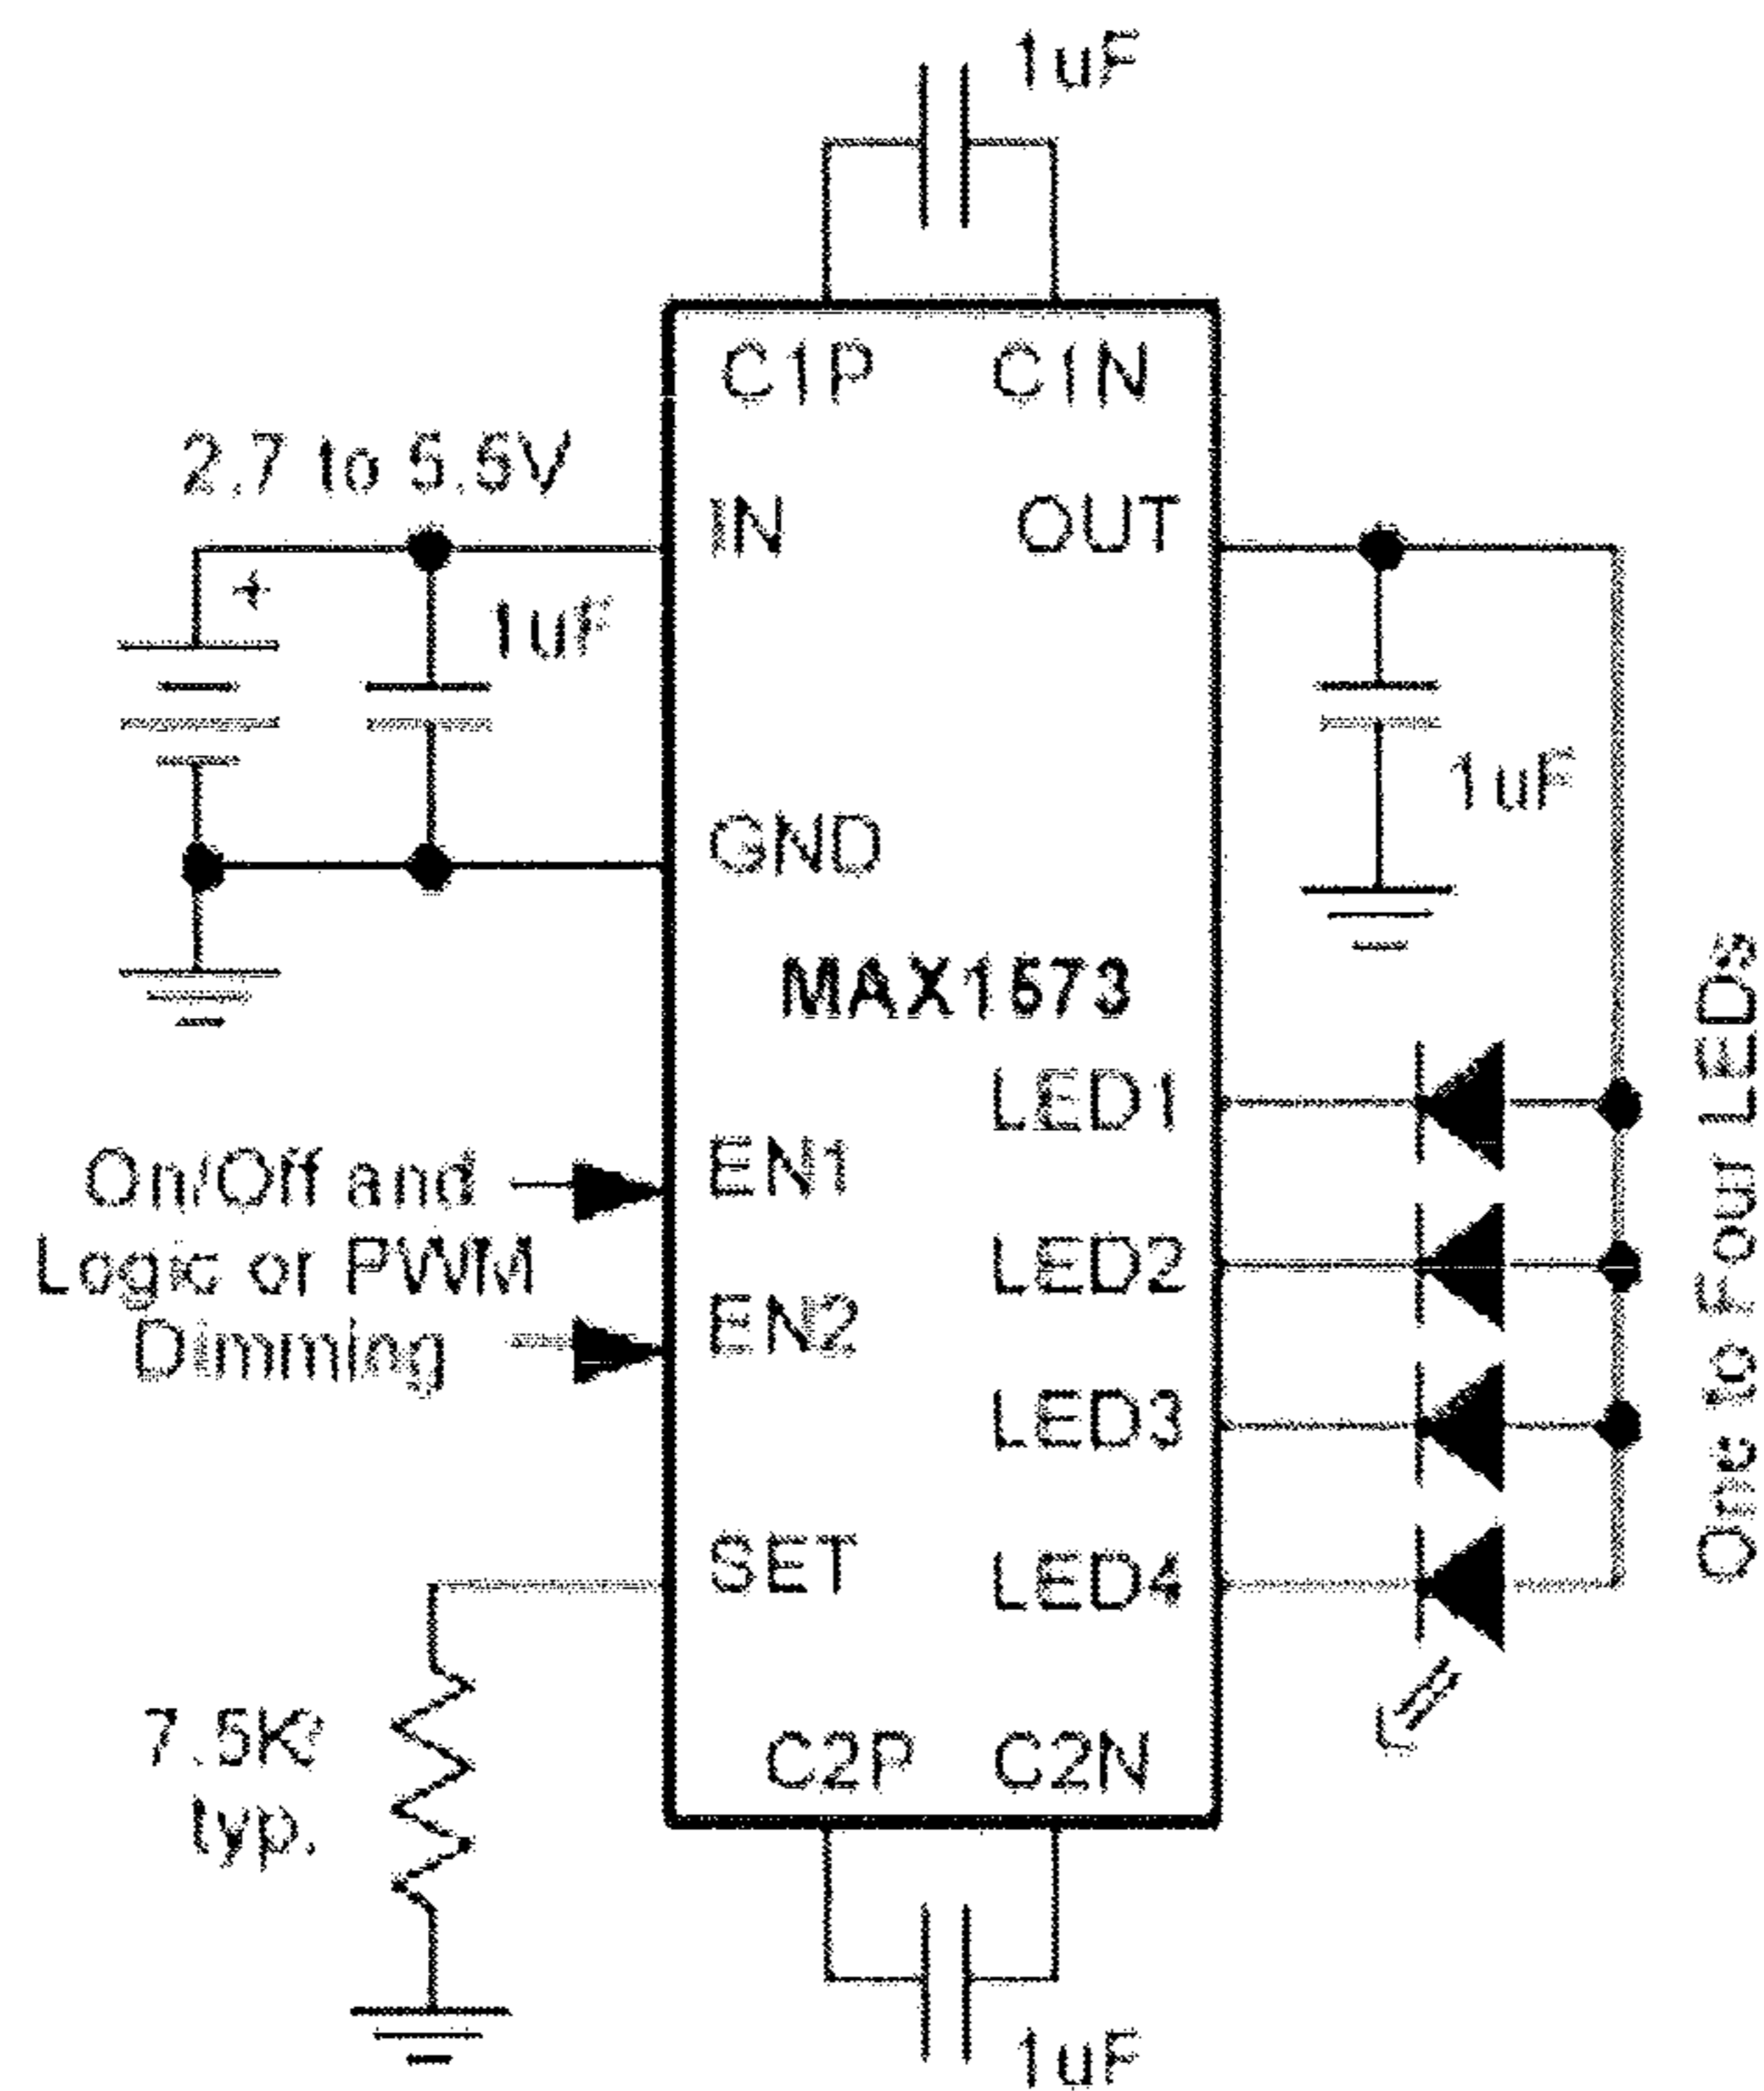 1uF
C1P C1N
2.7 to 5.5V
IN OUT
+
1uF
1uF
GND
MAX1573
LED1
On/Off and
Logic or PWM
Dimming
EN1
LED2
EN2
LED3
SET
LED4
7.5K?
typ.
C2P C2N
1uF
One to Four LEDs